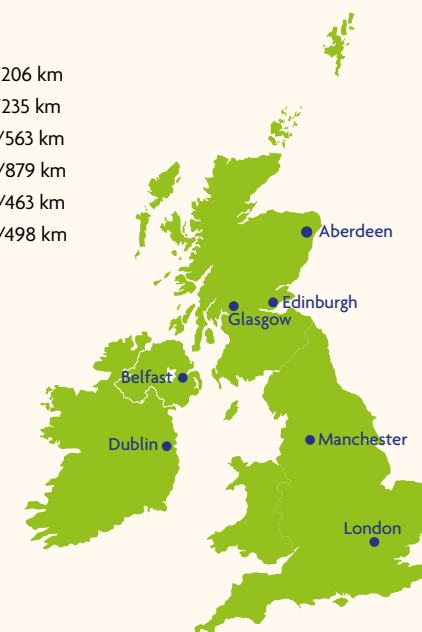 /206 km
/235 km
/563 km
/879 km
/463 km
/498 km
Aberdeen
Edinburgh
Glasgow
Belfast
Manchester
Dublin
London